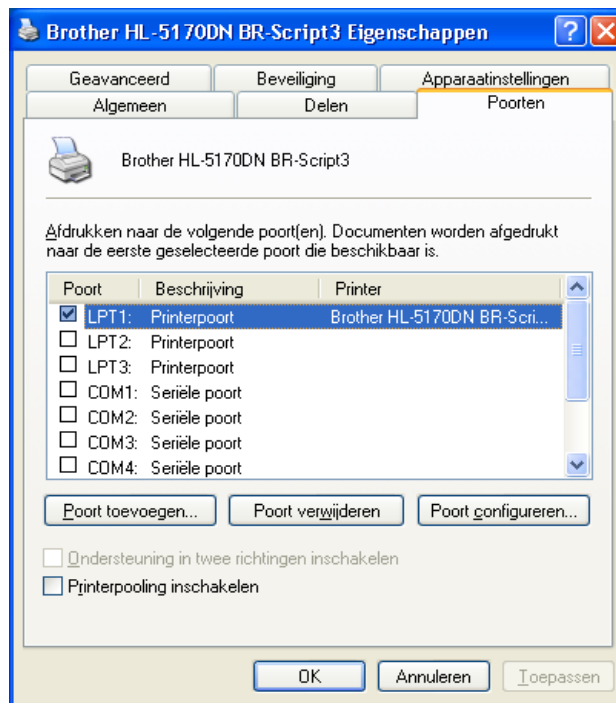 Brother HL-5170DN BR-Script3 Eigenschappen
Geavanceerd Beveiliging Apparaatinstellingen
Algemeen Delen Poorten
Brother HL-5170DN BR-Script3
Afdrukken naar de volgende poort(en). Documenten worden afgedrukt
naar de eerste geselecteerde poort die beschikbaar is.
Poort Beschrijving Printer
LPT1: Printerpoort Brother HL-5170DN BR-Scri...
LPT2: Printerpoort
LPT3: Printerpoort
COM1: Seriële poort
COM2: Seriële poort
COM3: Seriële poort
COM4: Seriële poort
Poort toevoegen... Poort verwijderen Poort configureren...
Ondersteuning in twee richtingen inschakelen
Printerpooling inschakelen
OK Annuleren Toepassen